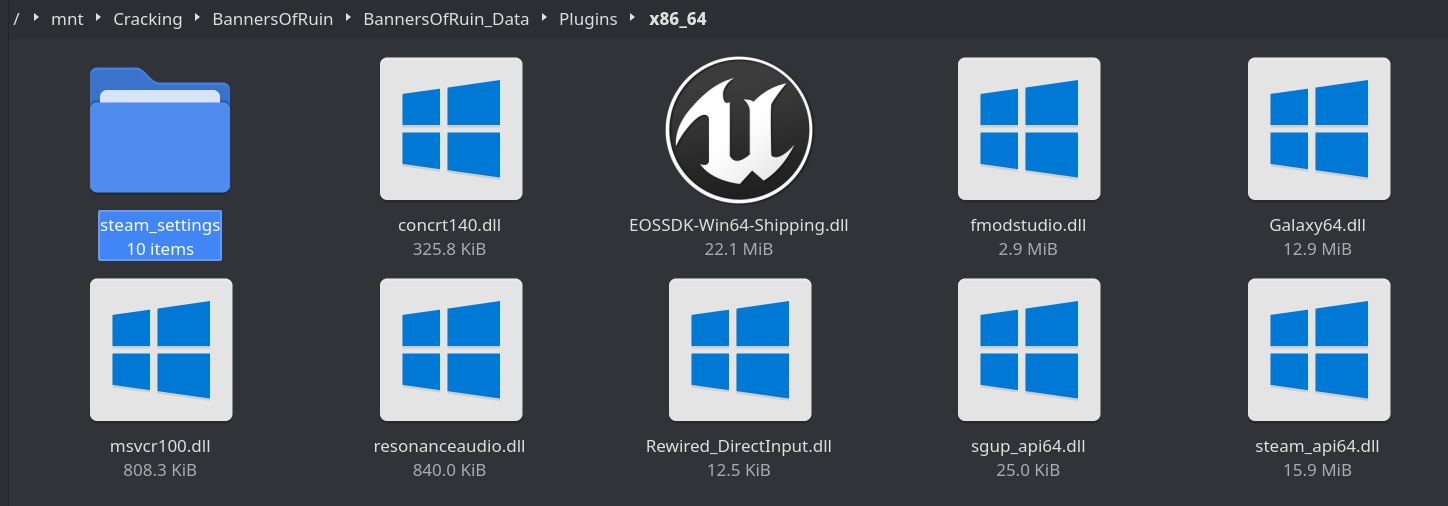 / mnt Cracking BannersOfRuin BannersOfRuin_Data Plugins x86_64
steam_settings concrt140.dll EOSSDK-Win64-Shipping.dll fmodstudio.dll Galaxy64.dll
10 items 325.8 KiB 22.1 MiB 2.9 MiB 12.9 MiB
msvcr100.dll resonanceaudio.dll Rewired_DirectInput.dll sgup_api64.dll steam_api64.dll
808.3 KiB 840.0 KiB 12.5 KiB 25.0 KiB 15.9 MiB